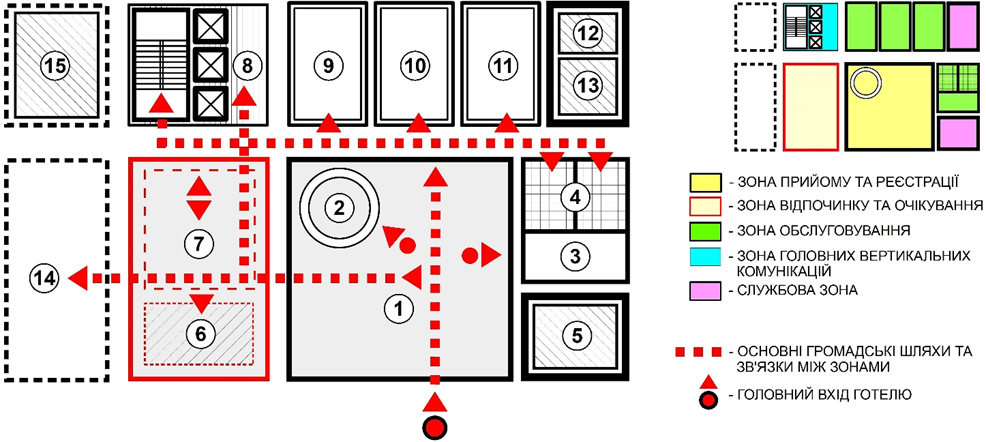 15
8
9
10
11
12
13
2
4
7
3
14
1
6
5
- ЗОНА ПРИЙОМУ ТА РЕЄСТРАЦІЇ
- ЗОНА ВІДПОЧИНКУ ТА ОЧІКУВАННЯ
- ЗОНА ОБСЛУГОВУВАННЯ
- ЗОНА ГОЛОВНИХ ВЕРТИКАЛЬНИХ
КОМУНІКАЦІЙ
- СЛУЖБОВА ЗОНА
- ОСНОВНІ ГРОМАДСЬКІ ШЛЯХИ ТА
ЗВ'ЯЗКИ МІЖ ЗОНАМИ
- ГОЛОВНИЙ ВХІД ГОТЕЛЮ